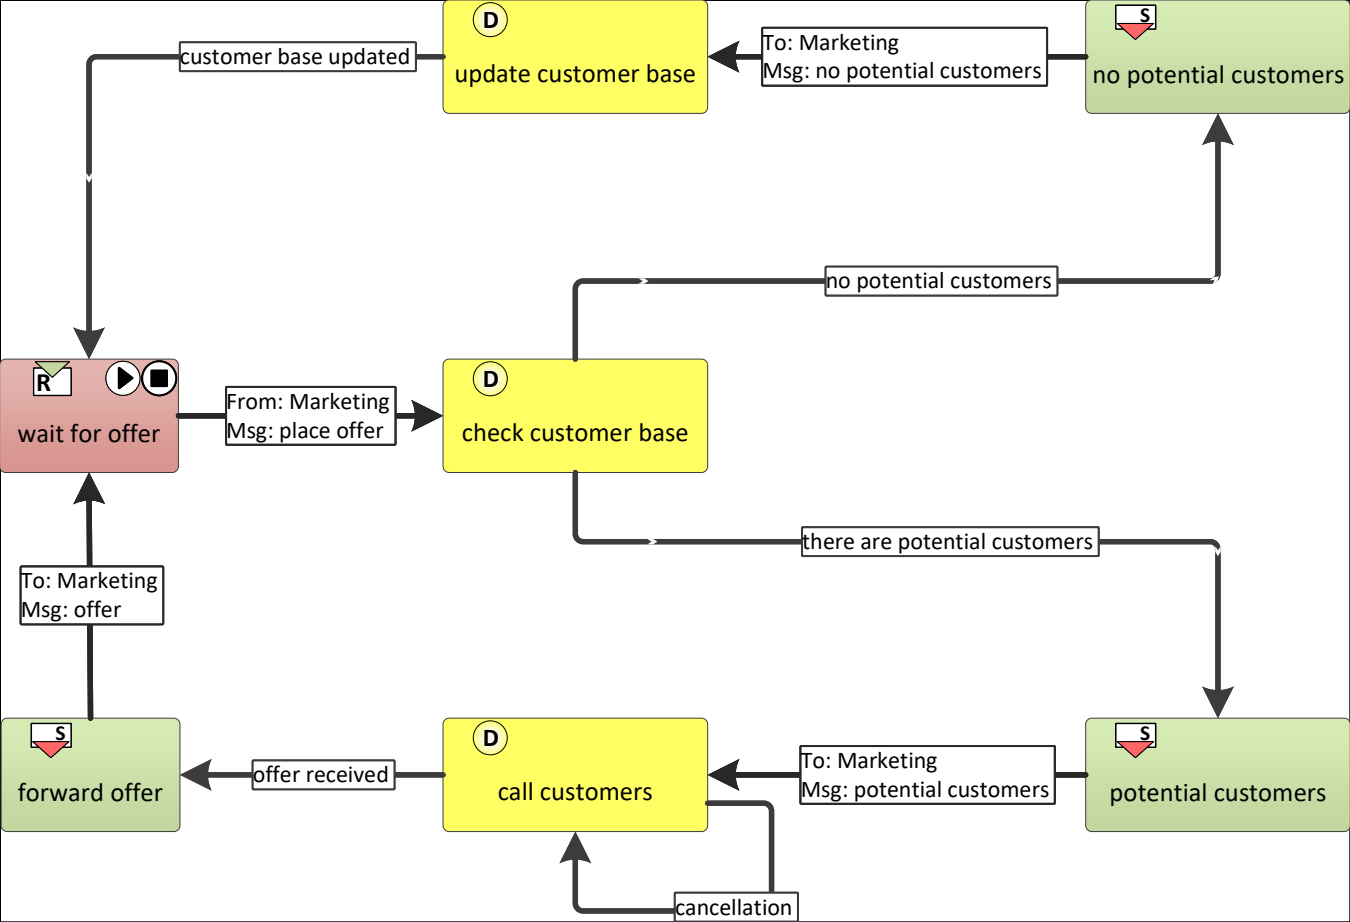 D
update customer base
customer base updated
To: Marketing
Msg: no potential customers
S
no potential customers
no potential customers
R
wait for offer
From: Marketing
Msg: place offer
D
check customer base
there are potential customers
To: Marketing
Msg: offer
S
forward offer
offer received
D
call customers
To: Marketing
Msg: potential customers
S
potential customers
cancellation